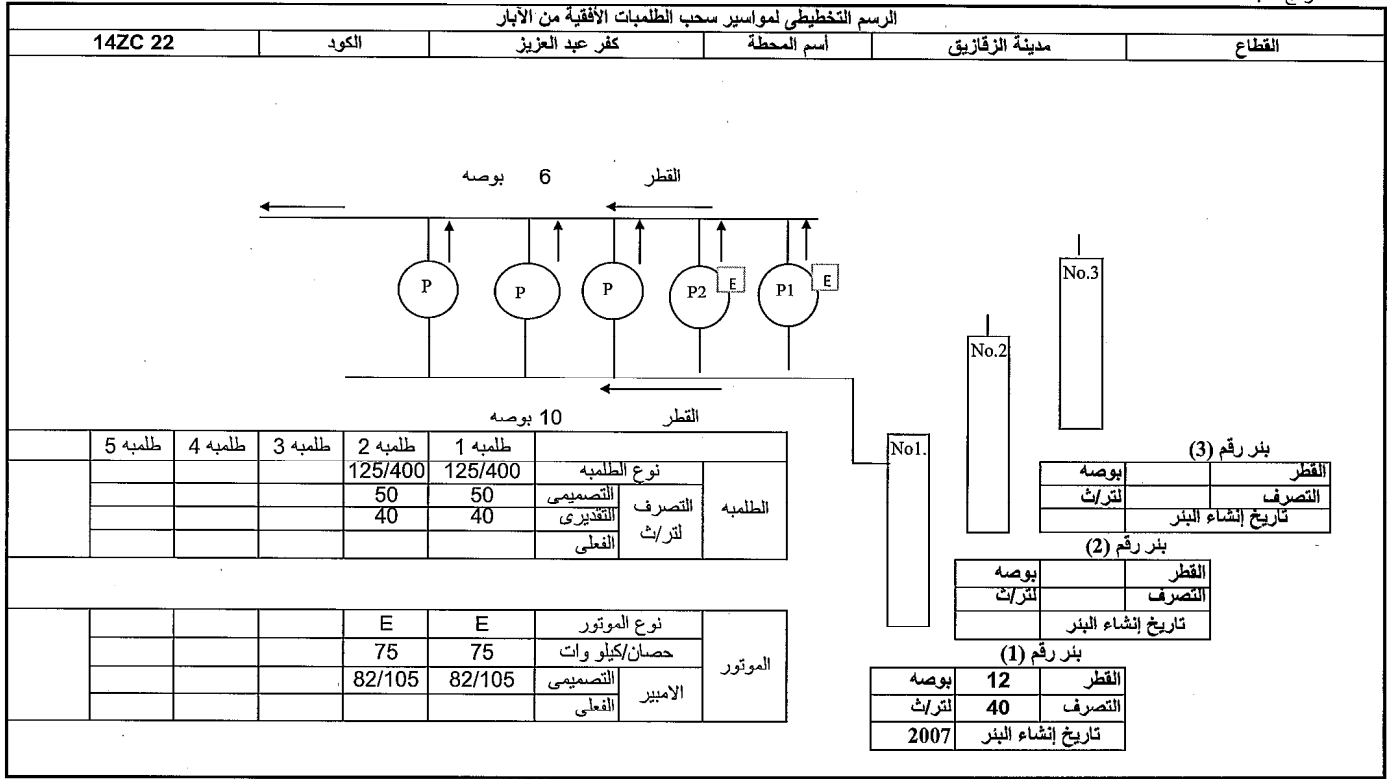 الرسم التخطيطى لمواسير سحب الطلمبات الأفقية من الآبار
القطاع مدينة الزقازيق أسم المحطة كفر عبد العزيز الكود 14ZC 22
القطر 6 بوصه
P P P P2 E P1 E
No.3
No.2
No1.
القطر 10 بوصه
طلمبه 1 طلمبه 2 طلمبه 3 طلمبه 4 طلمبه 5
الطلمبه نوع الطلمبه 125/400 125/400
التصرف لتر/ث التصميمى 50 50
التقديرى 40 40
الفعلى
الموتور نوع الموتور E E
حصان/كيلو وات 75 75
الامبير التصميمى 82/105 82/105
الفعلى
بئر رقم (3)
القطر بوصه
التصرف لتر/ث
تاريخ إنشاء البئر
بئر رقم (2)
القطر بوصه
التصرف لتر/ث
تاريخ إنشاء البئر
بئر رقم (1)
القطر 12 بوصه
التصرف 40 لتر/ث
تاريخ إنشاء البئر 2007